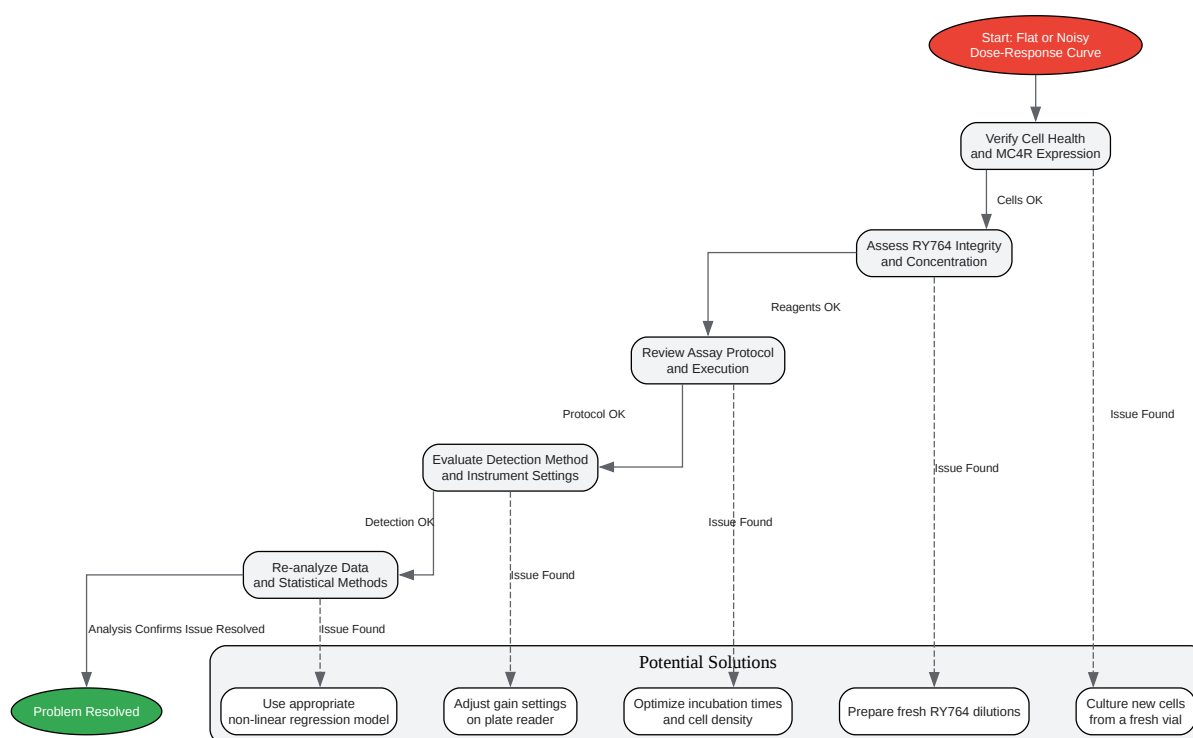 Start: Flat or Noisy
Dose-Response Curve
Verify Cell Health
and MC4R Expression
Cells OK
Assess RY764 Integrity
and Concentration
Reagents OK
Review Assay Protocol
and Execution
Protocol OK
Issue Found
Evaluate Detection Method
and Instrument Settings
Issue Found
Detection OK
Issue Found
Re-analyze Data
and Statistical Methods
Issue Found
Analysis Confirms Issue Resolved
Issue Found
Potential Solutions
Problem Resolved
Use appropriate
non-linear regression model
Adjust gain settings
on plate reader
Optimize incubation times
and cell density
Prepare fresh RY764 dilutions
Culture new cells
from a fresh vial